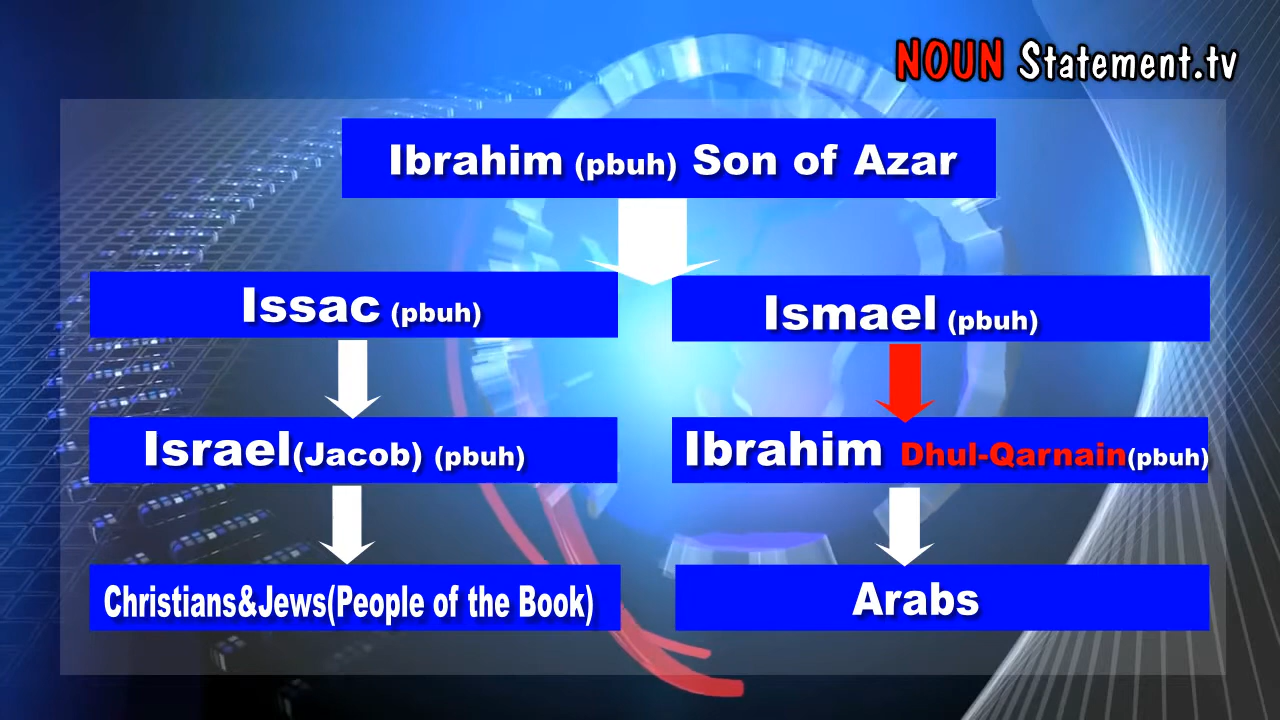 NOUN Statement.tv
Ibrahim (pbuh) Son of Azar
Issac (pbuh)
Ismael (pbuh)
Israel(Jacob) (pbuh)
Ibrahim Dhul-Qarnain(pbuh)
Christians&Jews(People of the Book)
Arabs